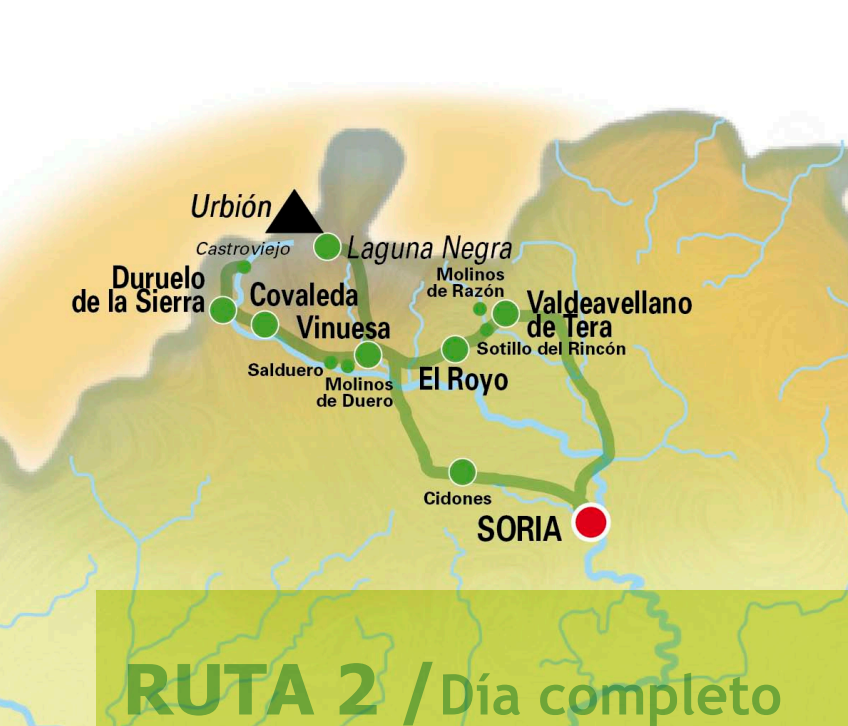 Urbión
Castroviejo
Laguna Negra
Duruelo
de la Sierra
Covaleda
Molinos
de Razón
Valdeavellano
de Tera
Vinuesa
Sotillo del Rincón
Salduero
El Royo
Molinos
de Duero
Cidones
SORIA
RUTA 2 / Día completo